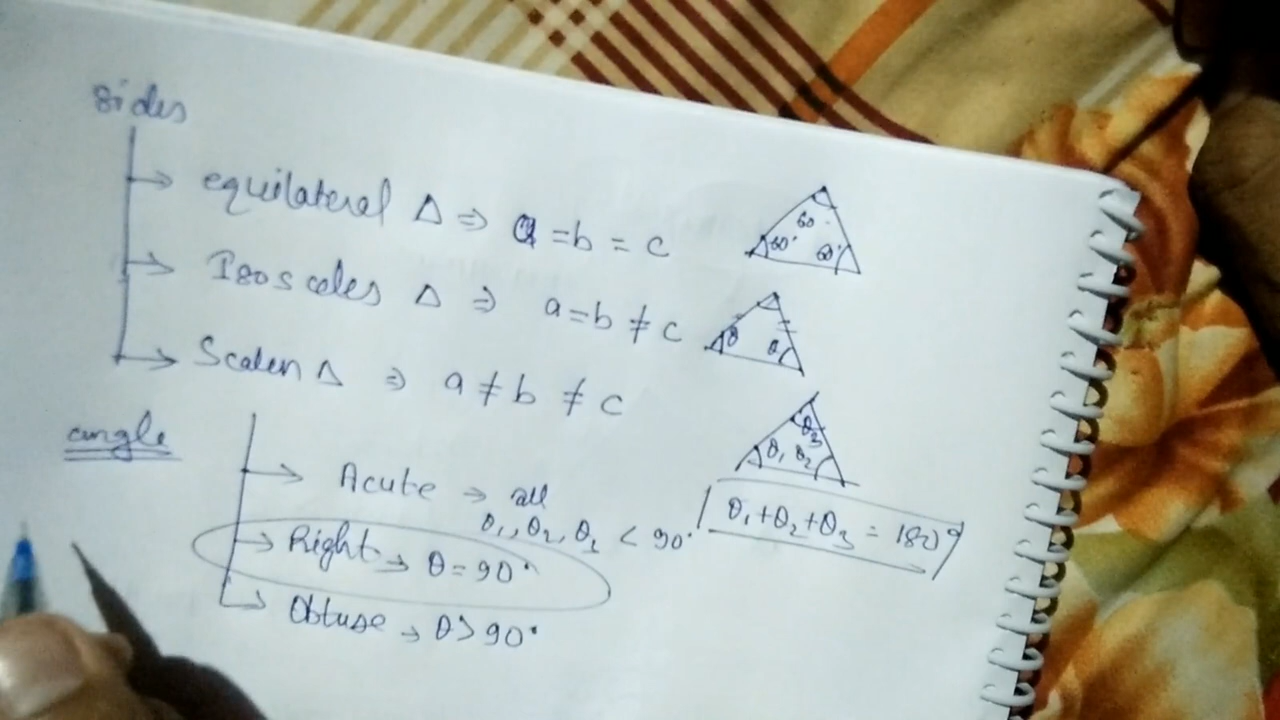 sides
equilateral Δ ⇒ a = b = c
60° 60° 60°
Isosceles Δ ⇒ a = b ≠ c
θ θ
Scalen Δ ⇒ a ≠ b ≠ c
θ₁ θ₂ θ₃
angle
Acute → all
θ₁, θ₂, θ₂ < 90°
θ₁+θ₂+θ₃ = 180°
Right → θ = 90°
Obtuse → θ > 90°